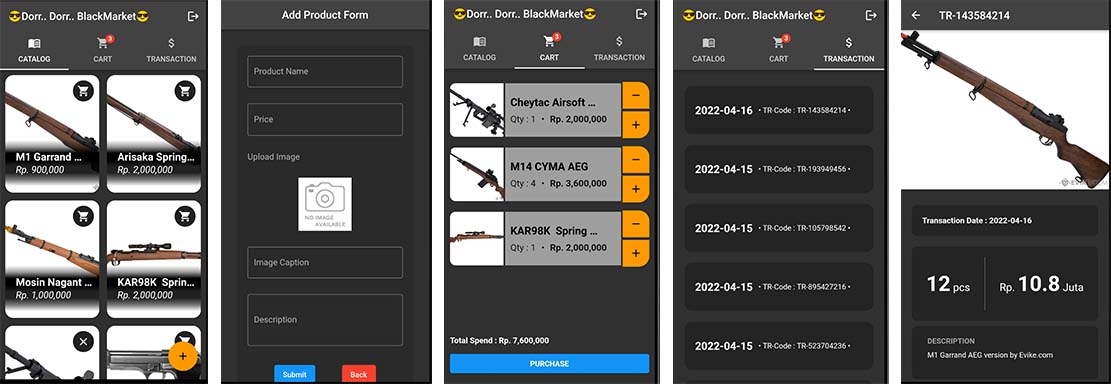 😎Dorr.. Dorr.. BlackMarket😎
CATALOG
CART
3
TRANSACTION
M1 Garrand ...
Rp. 900,000
Arisaka Spring...
Rp. 2,000,000
Mosin Nagant ...
Rp. 1,000,000
KAR98K Sprin...
Rp. 2,000,000
Add Product Form
Product Name
Price
Upload Image
NO IMAGE
AVAILABLE
Image Caption
Description
Submit
Back
😎Dorr.. Dorr.. BlackMarket😎
CATALOG
CART
3
TRANSACTION
Cheytac Airsoft ...
Qty : 1 • Rp. 2,000,000
M14 CYMA AEG
Qty : 4 • Rp. 3,600,000
KAR98K Spring ...
Qty : 1 • Rp. 2,000,000
Total Spend : Rp. 7,600,000
PURCHASE
😎Dorr.. Dorr.. BlackMarket😎
CATALOG
CART
3
TRANSACTION
2022-04-16 • TR-Code : TR-143584214 •
2022-04-15 • TR-Code : TR-193949456 •
2022-04-15 • TR-Code : TR-105798542 •
2022-04-15 • TR-Code : TR-895427216 •
2022-04-15 • TR-Code : TR-523704236 •
TR-143584214
Transaction Date : 2022-04-16
12 pcs
Rp. 10.8 Juta
DESCRIPTION
M1 Garrand AEG version by Evike.com